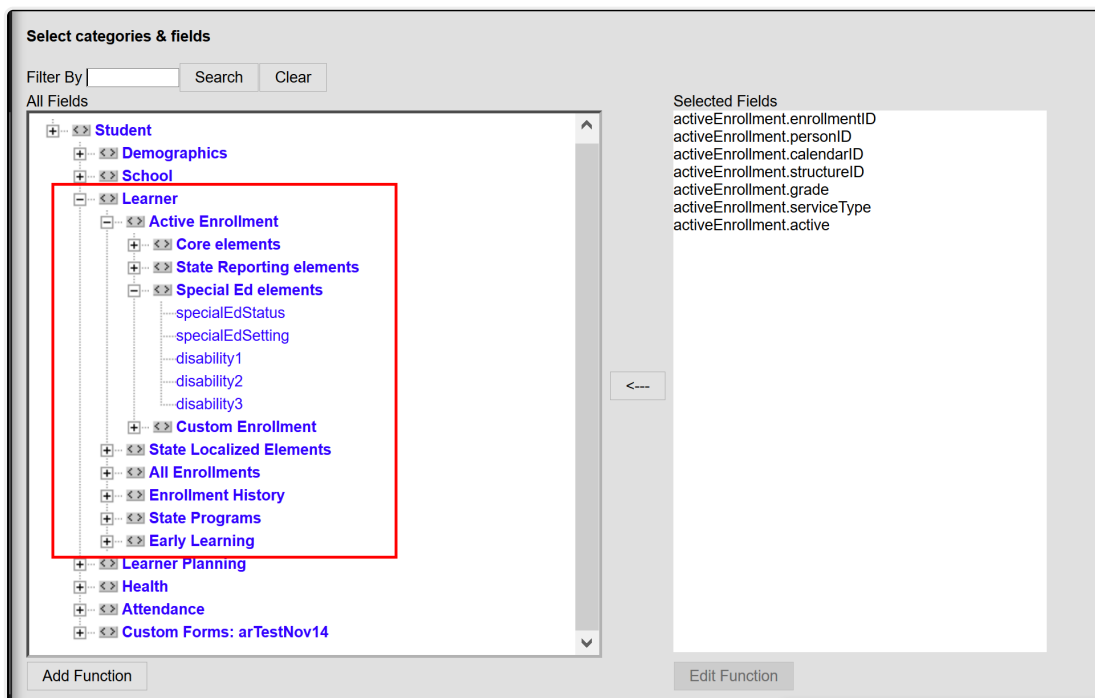 Select categories & fields
Filter By
Search
Clear
All Fields
Student
Demographics
School
Learner
Active Enrollment
Core elements
State Reporting elements
Special Ed elements
specialEdStatus
specialEdSetting
disability1
disability2
disability3
Custom Enrollment
State Localized Elements
All Enrollments
Enrollment History
State Programs
Early Learning
Learner Planning
Health
Attendance
Custom Forms: arTestNov14
Add Function
<---
Selected Fields
activeEnrollment.enrollmentID
activeEnrollment.personID
activeEnrollment.calendarID
activeEnrollment.structureID
activeEnrollment.grade
activeEnrollment.serviceType
activeEnrollment.active
Edit Function